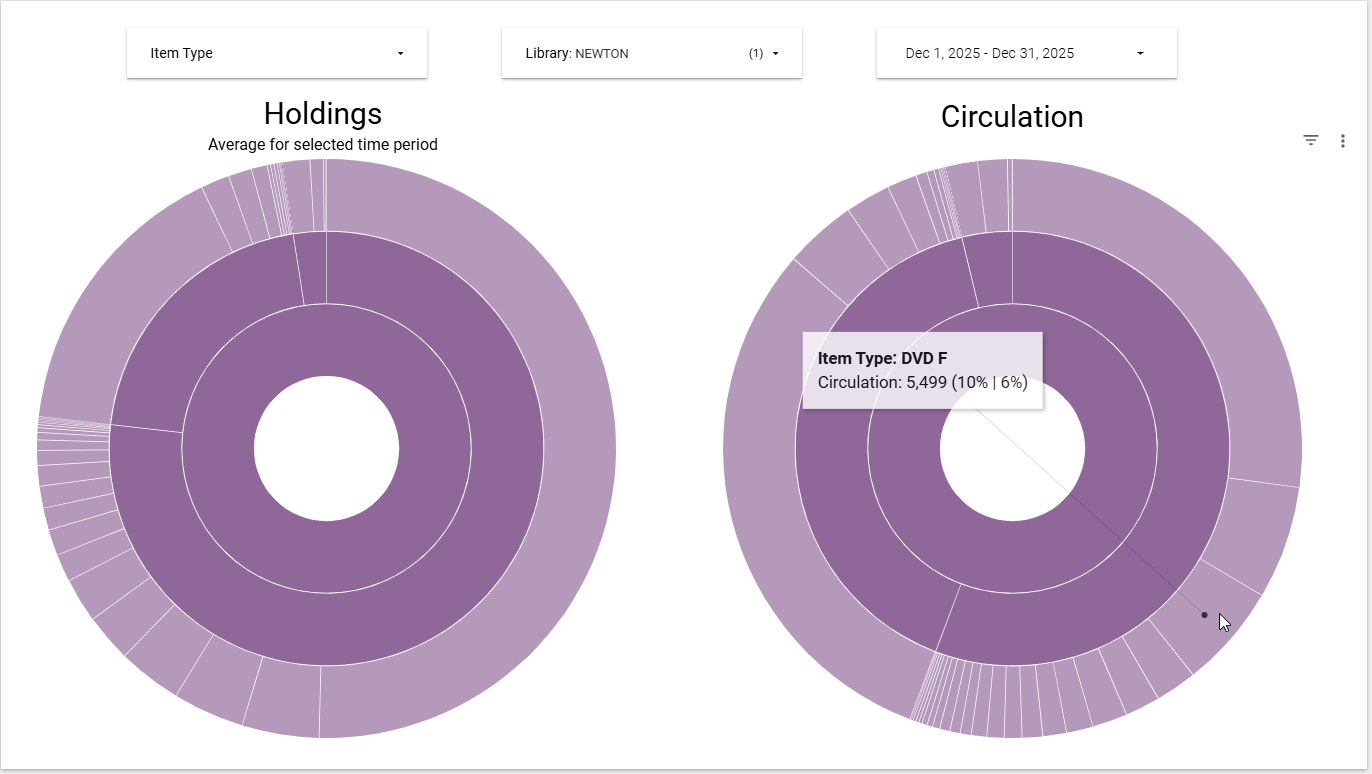 Item Type
Library: NEWTON (1)
Dec 1, 2025 - Dec 31, 2025
Holdings
Average for selected time period
Circulation
Item Type: DVD F
Circulation: 5,499 (10% | 6%)